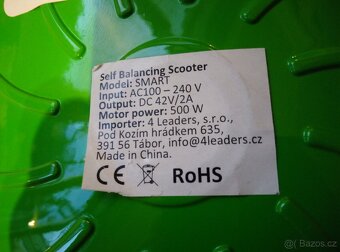 Self Balancing Scooter
Model: SMART
Input: AC100 – 240 V
Output: DC 42V/2A
Motor power: 500 W
Importer: 4 Leaders, s.r.o.,
Pod Kozím hrádkem 635,
391 56 Tábor, info@4leaders.cz
Made in China.
CE RoHS
Bazos.cz